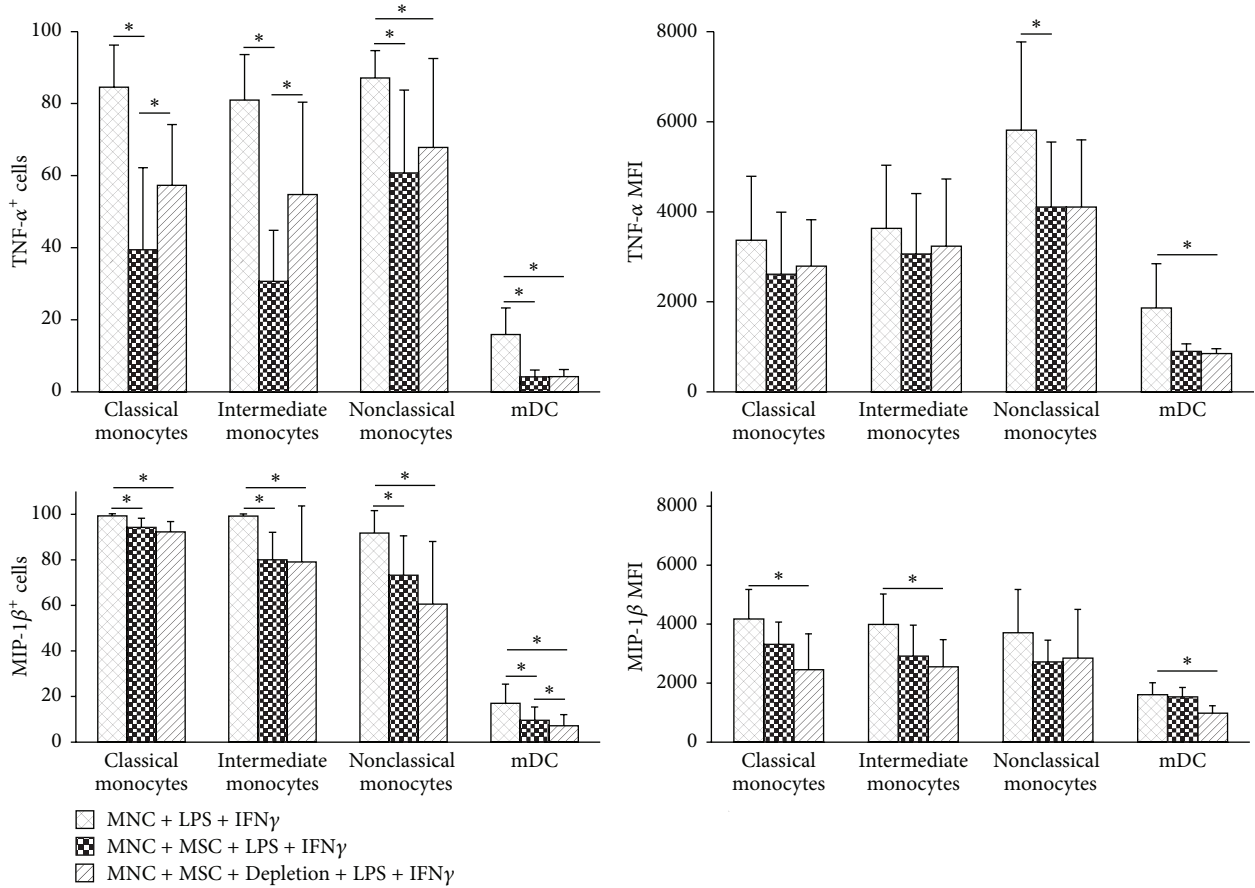 TNF-α⁺ cells
100
80
60
40
20
0
* * * * * * * *
Classical monocytes
Intermediate monocytes
Nonclassical monocytes
mDC
TNF-α MFI
8000
6000
4000
2000
0
* *
Classical monocytes
Intermediate monocytes
Nonclassical monocytes
mDC
MIP-1β⁺ cells
100
80
60
40
20
0
* * * * * * * * *
Classical monocytes
Intermediate monocytes
Nonclassical monocytes
mDC
MIP-1β MFI
8000
6000
4000
2000
0
* * *
Classical monocytes
Intermediate monocytes
Nonclassical monocytes
mDC
MNC + LPS + IFNγ
MNC + MSC + LPS + IFNγ
MNC + MSC + Depletion + LPS + IFNγ